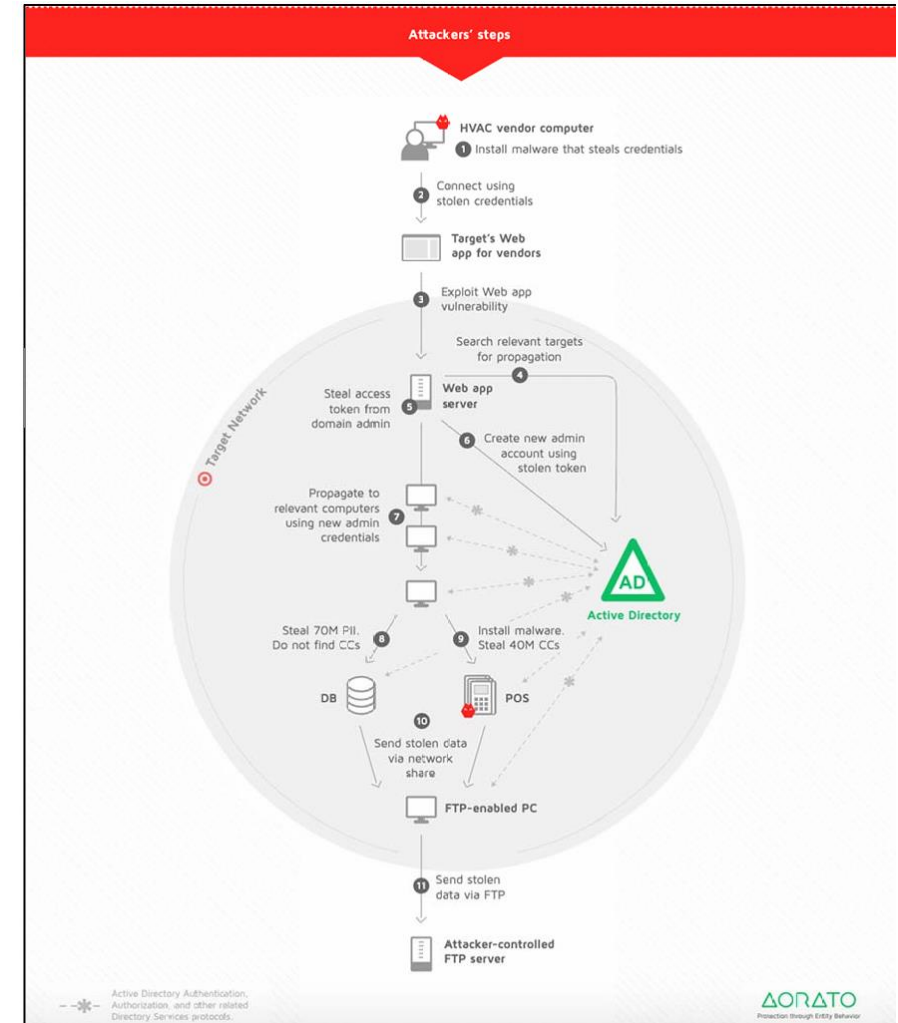 Attackers' steps
HVAC vendor computer
1 Install malware that steals credentials
2 Connect using
stolen credentials
Target's Web
app for vendors
3 Exploit Web app
vulnerability
Search relevant targets
for propagation
4
Target Network
Web app
server
Steal access
token from
domain admin
5
6 Create new admin
account using
stolen token
Propagate to
relevant computers
using new admin
credentials
7
AD
Active Directory
Steal 70M PII.
Do not find CCs
8
9 Install malware.
Steal 40M CCs
DB
POS
10
Send stolen data
via network
share
FTP-enabled PC
11 Send stolen
data via FTP
Attacker-controlled
FTP server
Active Directory Authentication,
Authorization, and other related
Directory Services protocols.
AORATO
Protection through Entity Behavior